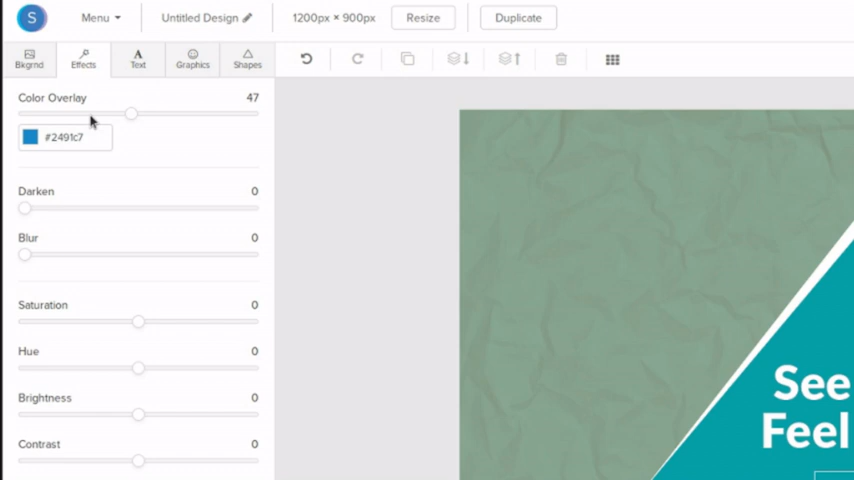 S Menu Untitled Design 1200px × 900px Resize Duplicate
Bkgrnd Effects Text Graphics Shapes
Color Overlay 47
#2491c7
Darken 0
Blur 0
Saturation 0
Hue 0
Brightness 0
Contrast 0
See
Feel